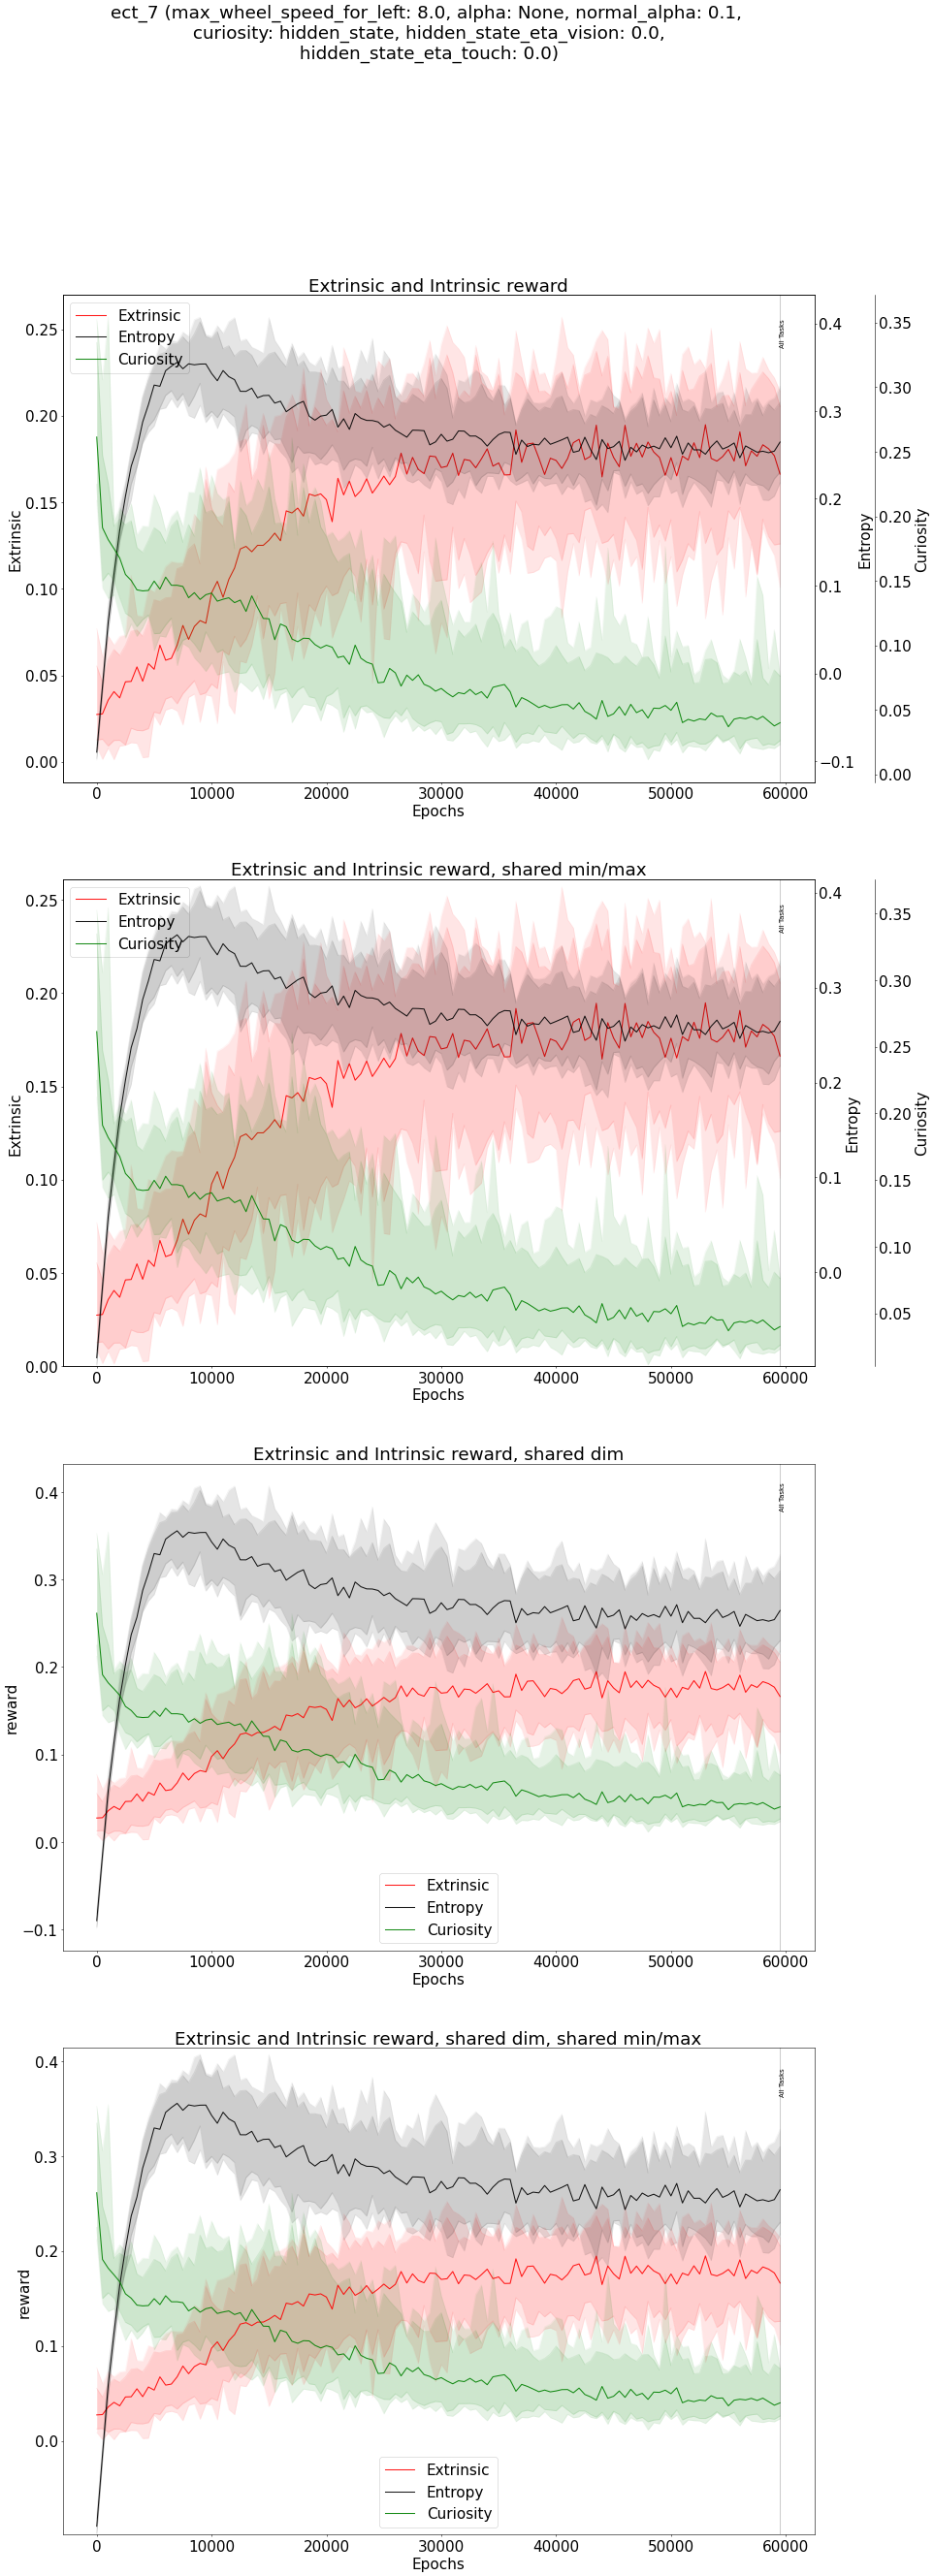 ect_7 (max_wheel_speed_for_left: 8.0, alpha: None, normal_alpha: 0.1,
curiosity: hidden_state, hidden_state_eta_vision: 0.0,
hidden_state_eta_touch: 0.0)
Extrinsic and Intrinsic reward
Extrinsic
Entropy
Curiosity
All Tasks
0.25
0.20
0.15
0.10
0.05
0.00
Extrinsic
0.4
0.3
0.2
0.1
0.0
−0.1
Entropy
0.35
0.30
0.25
0.20
0.15
0.10
0.05
0.00
Curiosity
0 10000 20000 30000 40000 50000 60000
Epochs
Extrinsic and Intrinsic reward, shared min/max
Extrinsic
Entropy
Curiosity
All Tasks
0.25
0.20
0.15
0.10
0.05
0.00
Extrinsic
0.4
0.3
0.2
0.1
0.0
Entropy
0.35
0.30
0.25
0.20
0.15
0.10
0.05
Curiosity
0 10000 20000 30000 40000 50000 60000
Epochs
Extrinsic and Intrinsic reward, shared dim
All Tasks
0.4
0.3
0.2
0.1
0.0
−0.1
reward
Extrinsic
Entropy
Curiosity
0 10000 20000 30000 40000 50000 60000
Epochs
Extrinsic and Intrinsic reward, shared dim, shared min/max
All Tasks
0.4
0.3
0.2
0.1
0.0
reward
Extrinsic
Entropy
Curiosity
0 10000 20000 30000 40000 50000 60000
Epochs